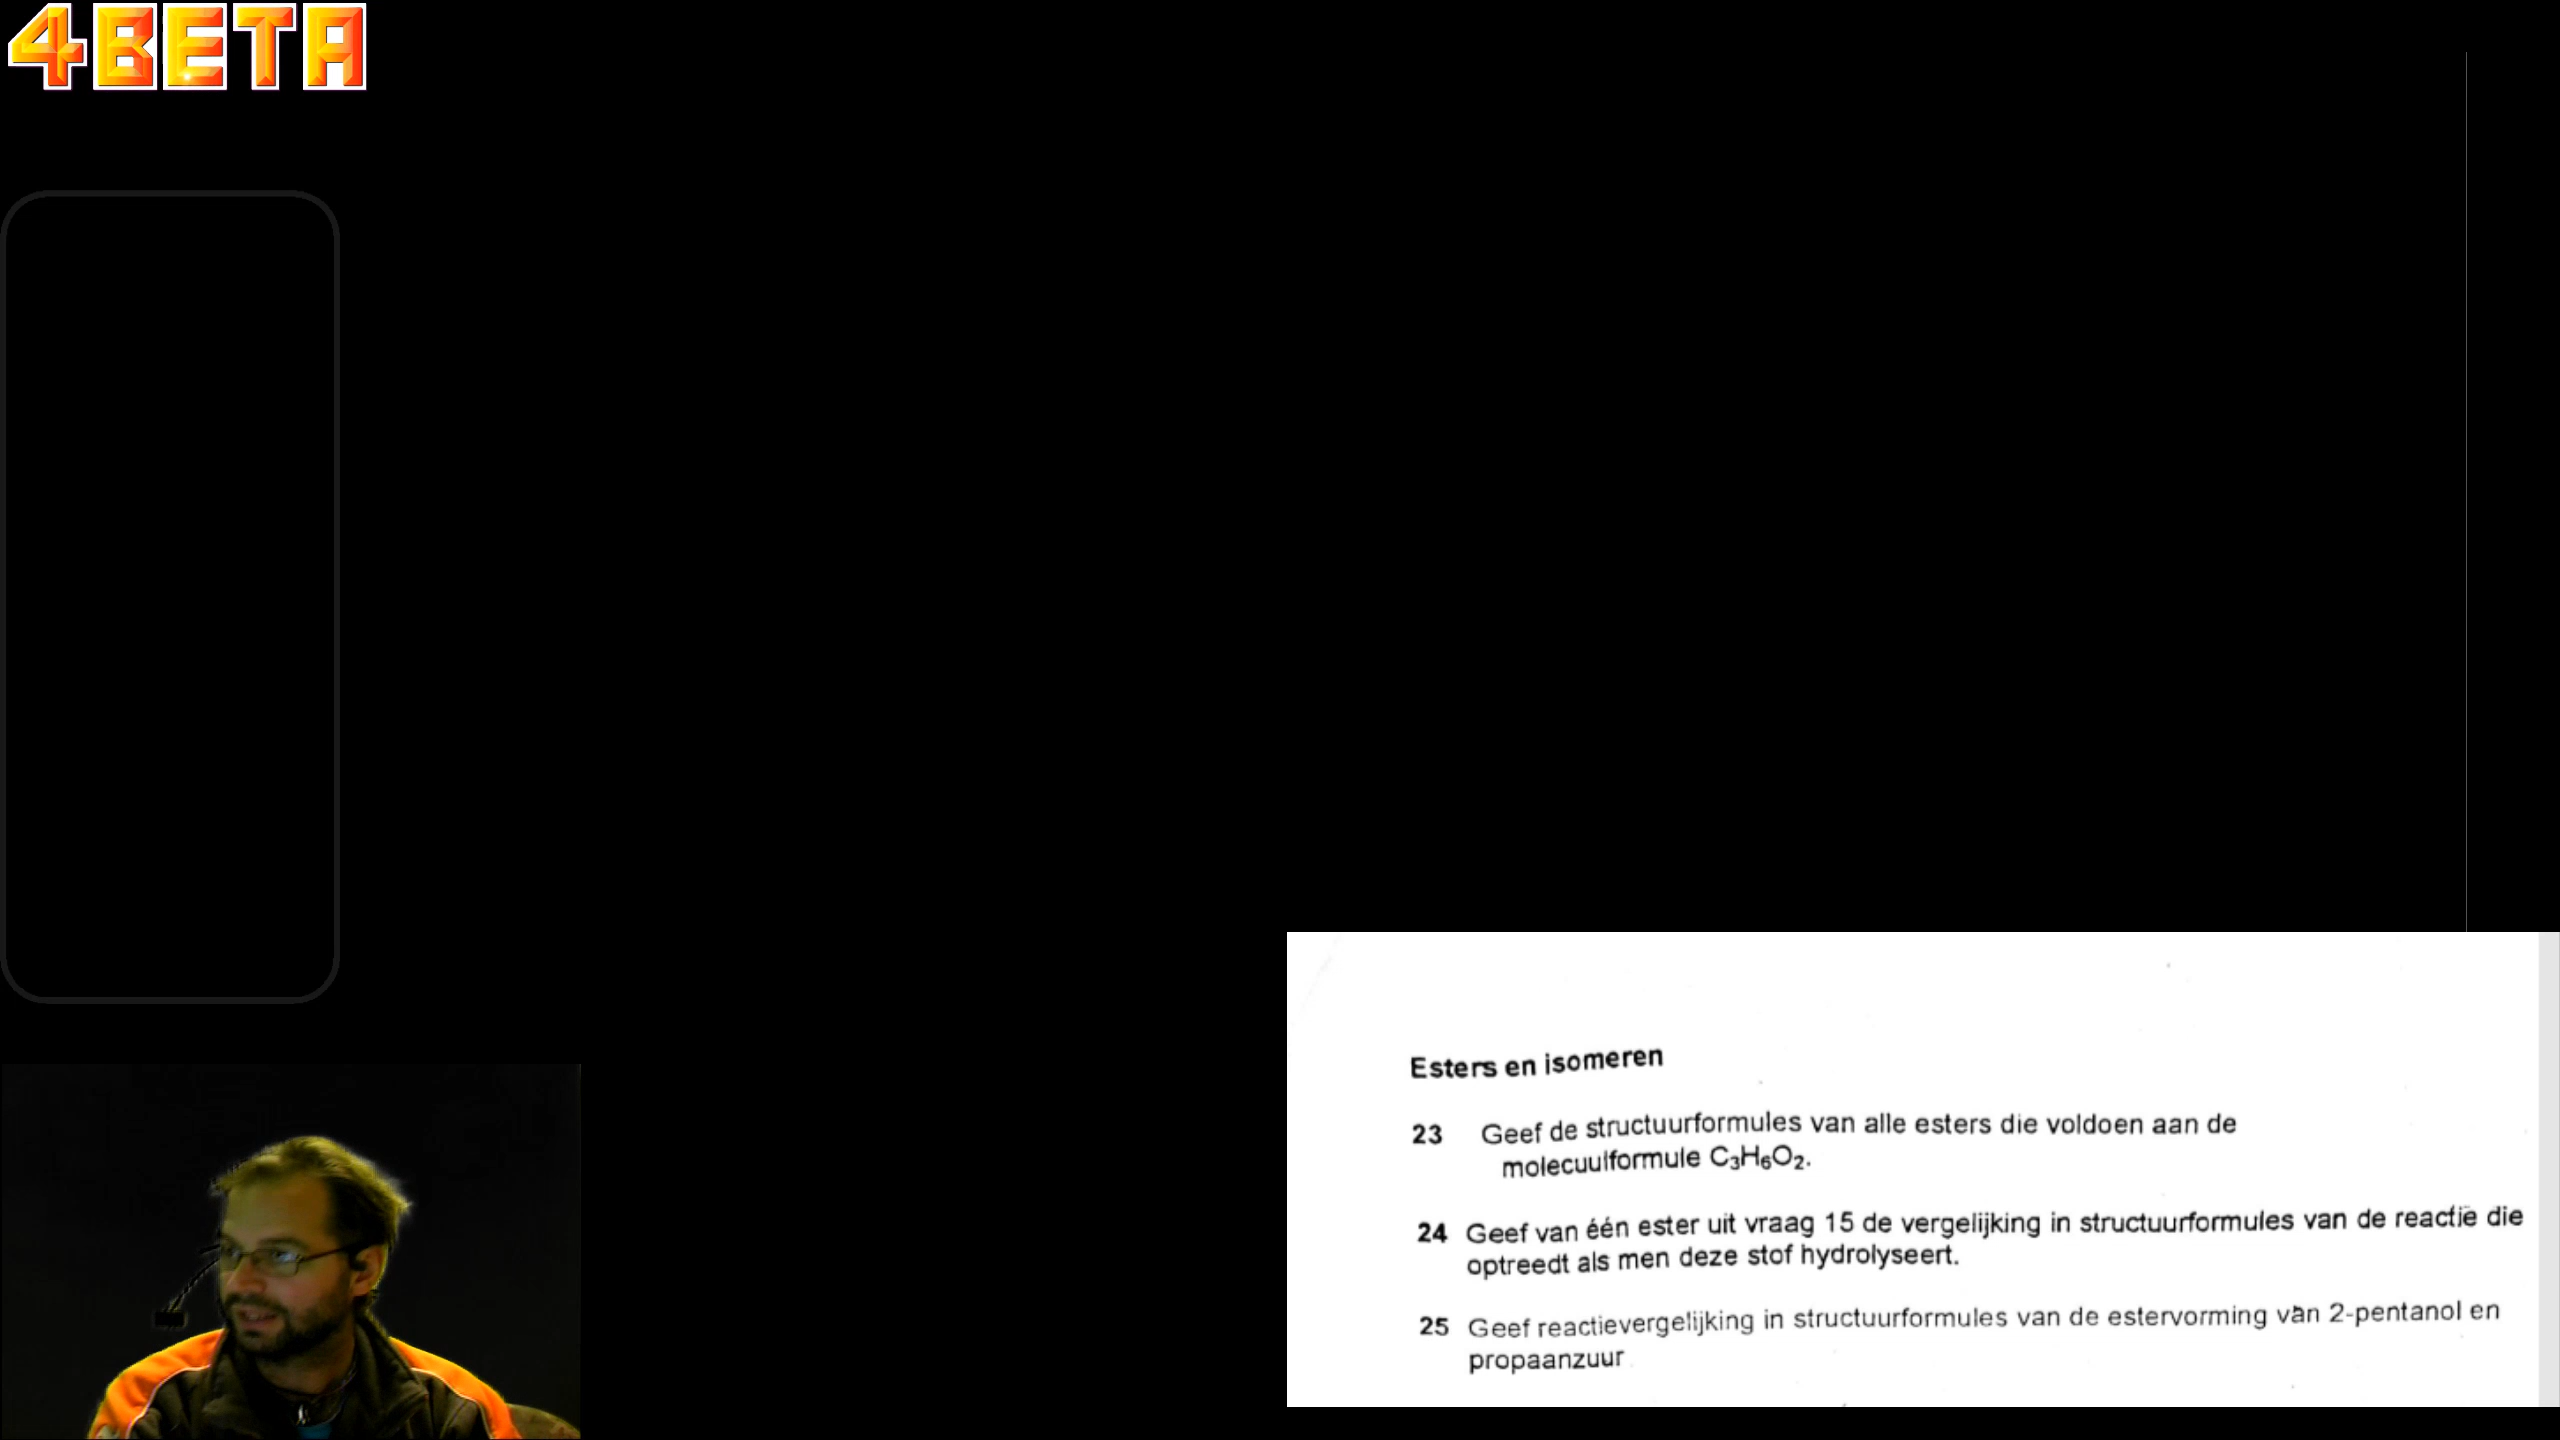 4BETA
Esters en isomeren
23 Geef de structuurformules van alle esters die voldoen aan de
molecuulformule C₃H₆O₂.
24 Geef van één ester uit vraag 15 de vergelijking in structuurformules van de reactie die
optreedt als men deze stof hydrolyseert.
25 Geef reactievergelijking in structuurformules van de estervorming van 2-pentanol en
propaanzuur